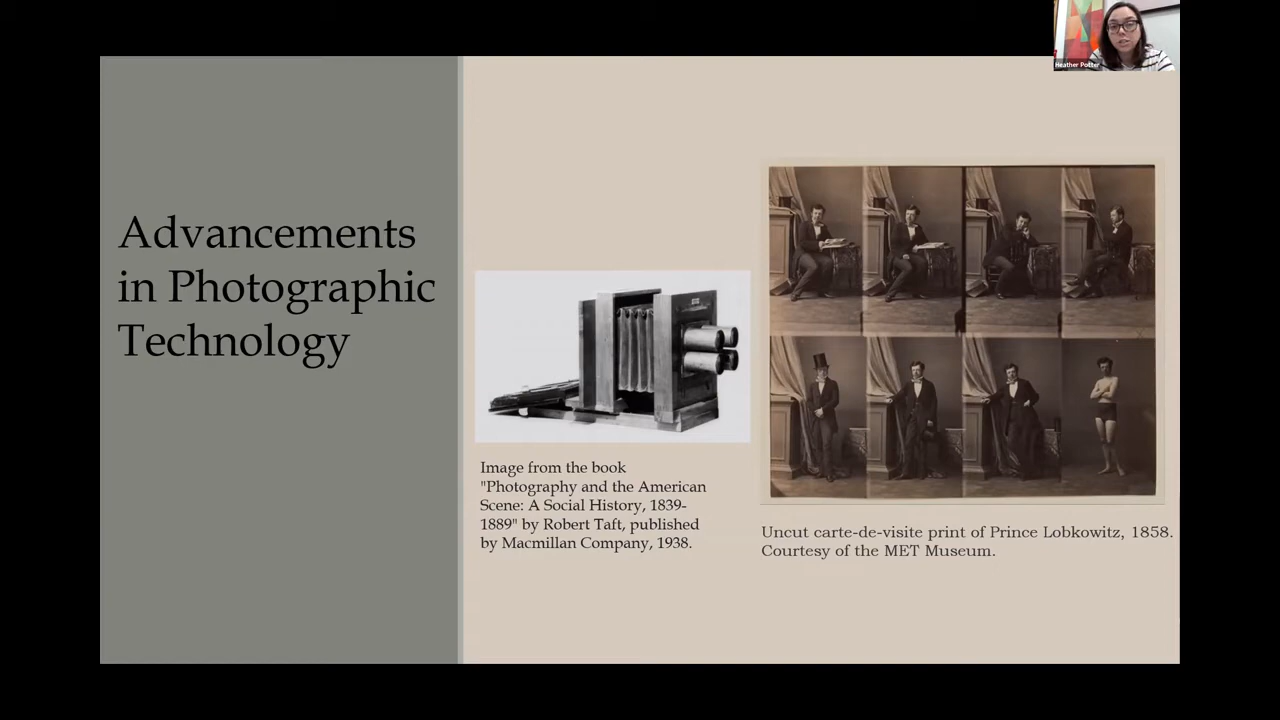 Heather Potter
Advancements
in Photographic
Technology
Image from the book
"Photography and the American
Scene: A Social History, 1839-
1889" by Robert Taft, published
by Macmillan Company, 1938.
Uncut carte-de-visite print of Prince Lobkowitz, 1858.
Courtesy of the MET Museum.